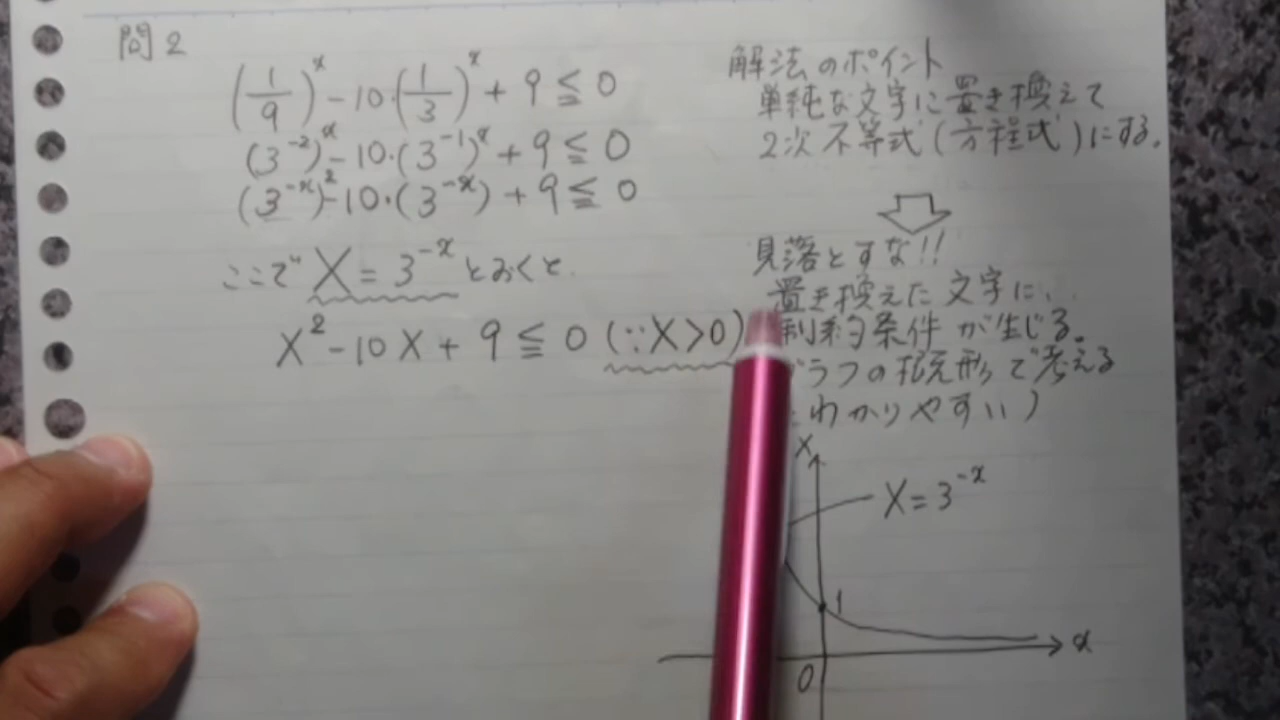 問2
(1/9)^x - 10・(1/3)^x + 9 ≦ 0
(3^-2)^x - 10・(3^-1)^x + 9 ≦ 0
(3^-x)^2 - 10・(3^-x) + 9 ≦ 0
ここで X = 3^-x とおくと
X^2 - 10X + 9 ≦ 0 (∵X>0)
解法のポイント
単純な文字に置き換えて
2次不等式(方程式)にする。
見落とすな!!
置き換えた文字に、
制約条件が生じる。
グラフの概形で考える
わかりやすい)
X
X = 3^-x
1
x
0